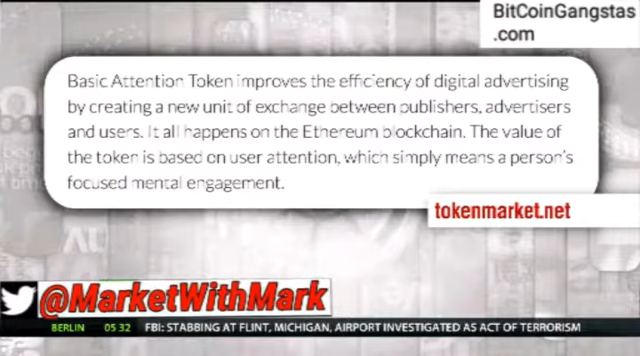 BitCoinGangstas
.com
Basic Attention Token improves the efficiency of digital advertising
by creating a new unit of exchange between publishers, advertisers
and users. It all happens on the Ethereum blockchain. The value of
the token is based on user attention, which simply means a person's
focused mental engagement.
tokenmarket.net
@MarketWithMark
BERLIN 05 32 FBI: STABBING AT FLINT, MICHIGAN, AIRPORT INVESTIGATED AS ACT OF TERRORISM